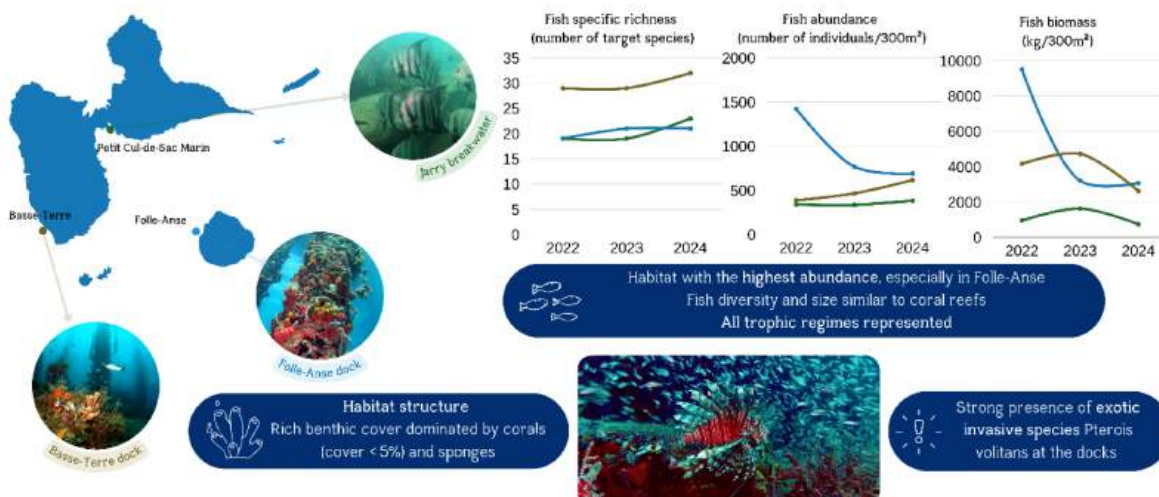 Fish specific richness
(number of target species)
35
30
25
20
15
10
5
0
2022 2023 2024
Fish abundance
(number of individuals/300m²)
2000
1500
1000
500
0
2022 2023 2024
Fish biomass
(kg/300m²)
10000
8000
6000
4000
2000
0
2022 2023 2024
Jarry breakwater
Petit Cul-de-Sac Marin
Basse-Terre
Folle-Anse
Folle-Anse dock
Basse-Terre dock
Habitat with the highest abundance, especially in Folle-Anse
Fish diversity and size similar to coral reefs
All trophic regimes represented
Habitat structure
Rich benthic cover dominated by corals
(cover < 5%) and sponges
Strong presence of exotic
invasive species Pterois
volitans at the docks